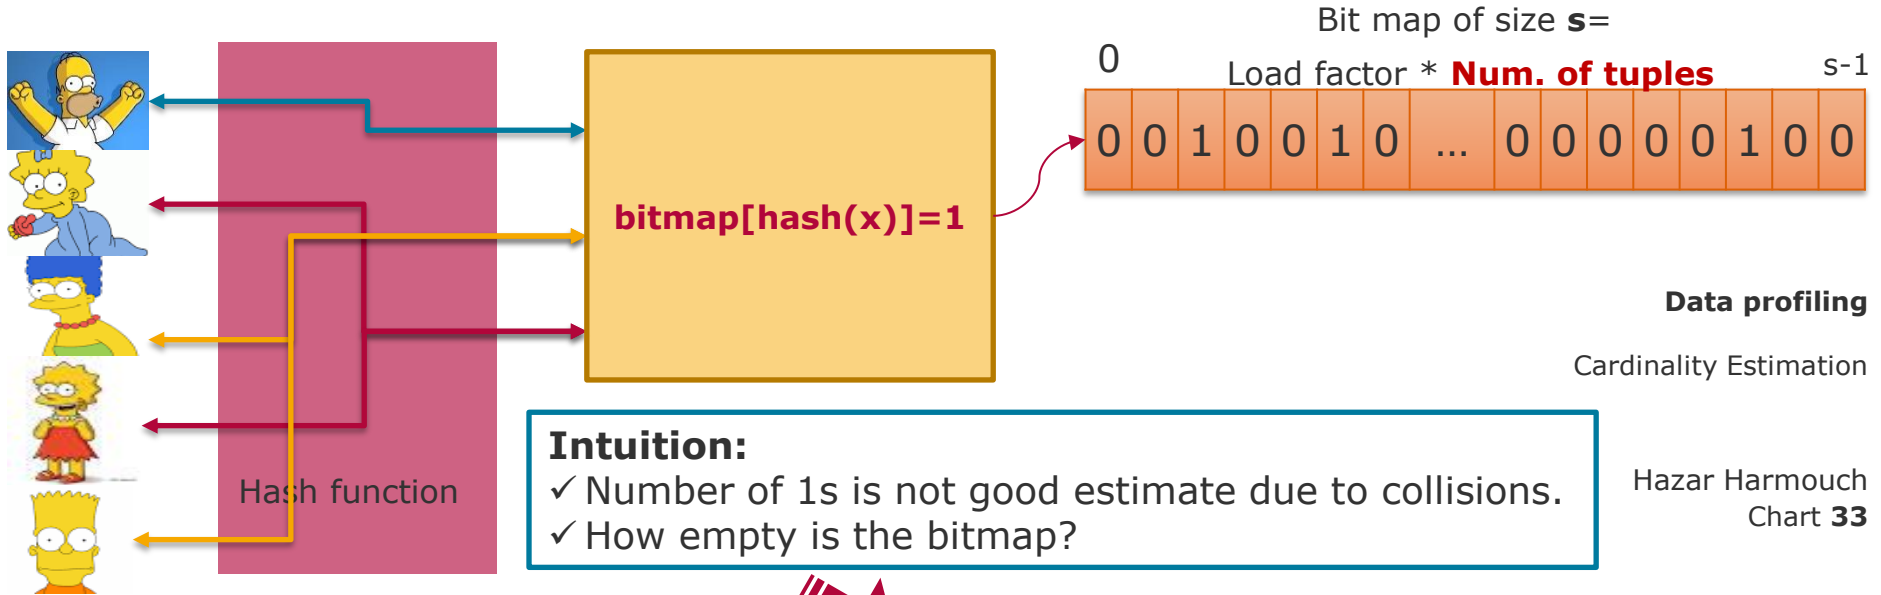 Bit map of size s=
0
Load factor * Num. of tuples
s-1
0 0 1 0 0 1 0 ... 0 0 0 0 0 1 0 0
bitmap[hash(x)]=1
Data profiling
Cardinality Estimation
Hash function
Intuition:
✓ Number of 1s is not good estimate due to collisions.
✓ How empty is the bitmap?
Hazar Harmouch
Chart 33